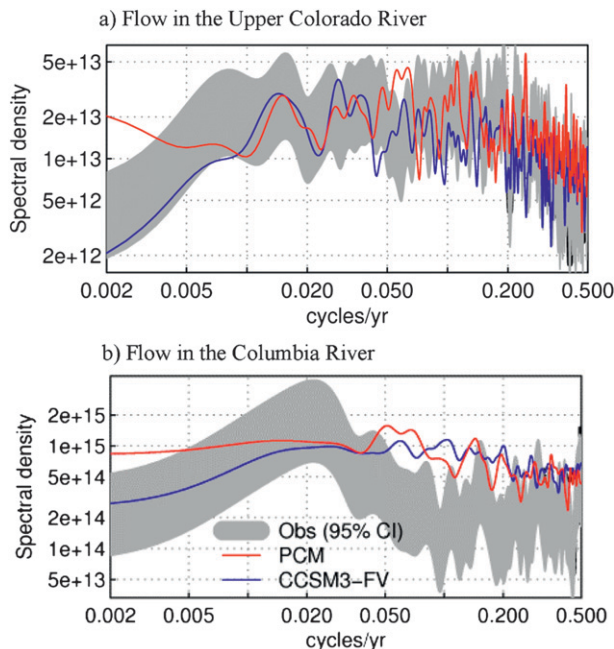 a) Flow in the Upper Colorado River
5e+13
2e+13
1e+13
5e+12
2e+12
Spectral density
0.002 0.005 0.020 0.050 0.200 0.500
cycles/yr
b) Flow in the Columbia River
2e+15
1e+15
5e+14
2e+14
1e+14
5e+13
Spectral density
Obs (95% CI)
PCM
CCSM3-FV
0.002 0.005 0.020 0.050 0.200 0.500
cycles/yr